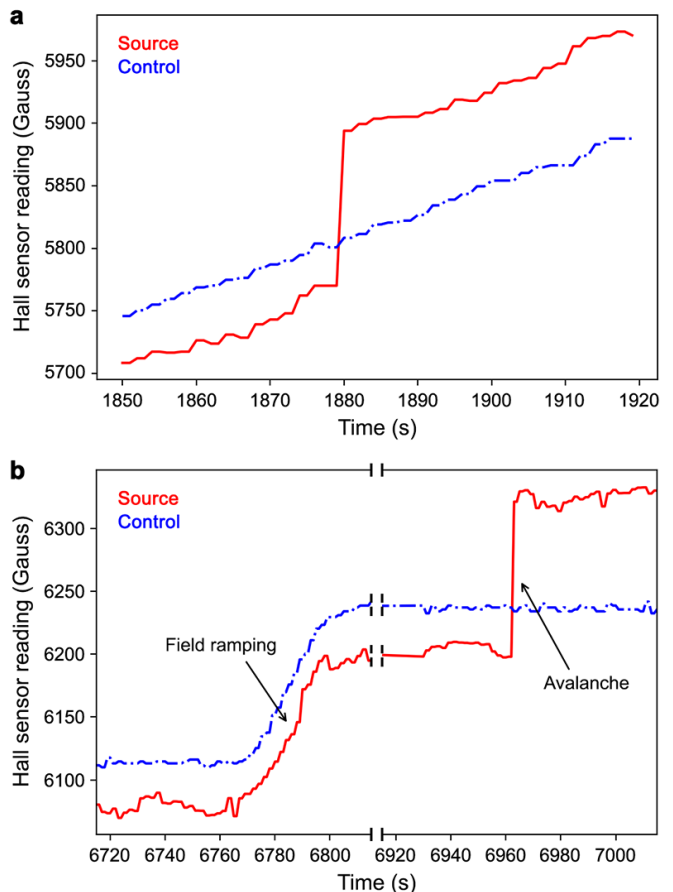 a
Source
Control
Hall sensor reading (Gauss)
5950
5900
5850
5800
5750
5700
1850 1860 1870 1880 1890 1900 1910 1920
Time (s)
b
Source
Control
Hall sensor reading (Gauss)
6300
6250
6200
6150
6100
Field ramping
Avalanche
6720 6740 6760 6780 6800 6920 6940 6960 6980 7000
Time (s)